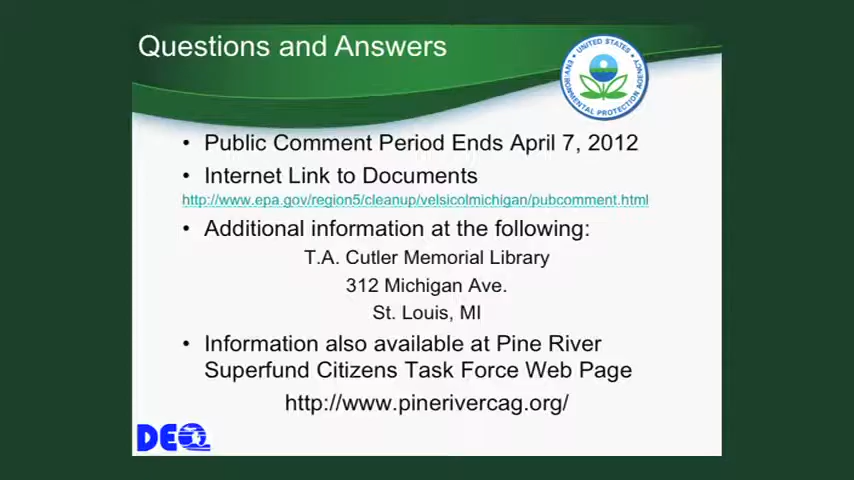 Questions and Answers
UNITED STATES
ENVIRONMENTAL PROTECTION AGENCY
• Public Comment Period Ends April 7, 2012
• Internet Link to Documents
http://www.epa.gov/region5/cleanup/velsicolmichigan/pubcomment.html
• Additional information at the following:
T.A. Cutler Memorial Library
312 Michigan Ave.
St. Louis, MI
• Information also available at Pine River
Superfund Citizens Task Force Web Page
http://www.pinerivercag.org/
DEQ